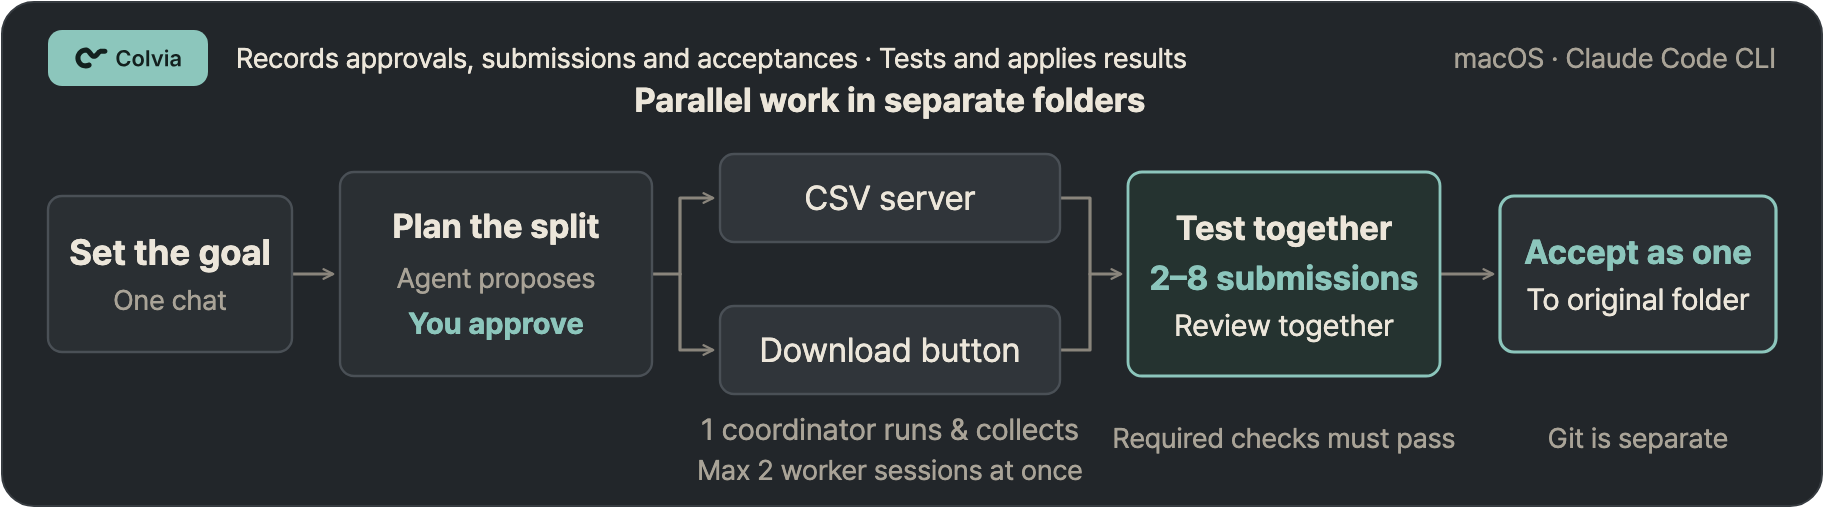 Colvia
Records approvals, submissions and acceptances · Tests and applies results
macOS · Claude Code CLI
Parallel work in separate folders
Set the goal
One chat
Plan the split
Agent proposes
You approve
CSV server
Download button
1 coordinator runs & collects
Max 2 worker sessions at once
Test together
2–8 submissions
Review together
Required checks must pass
Accept as one
To original folder
Git is separate